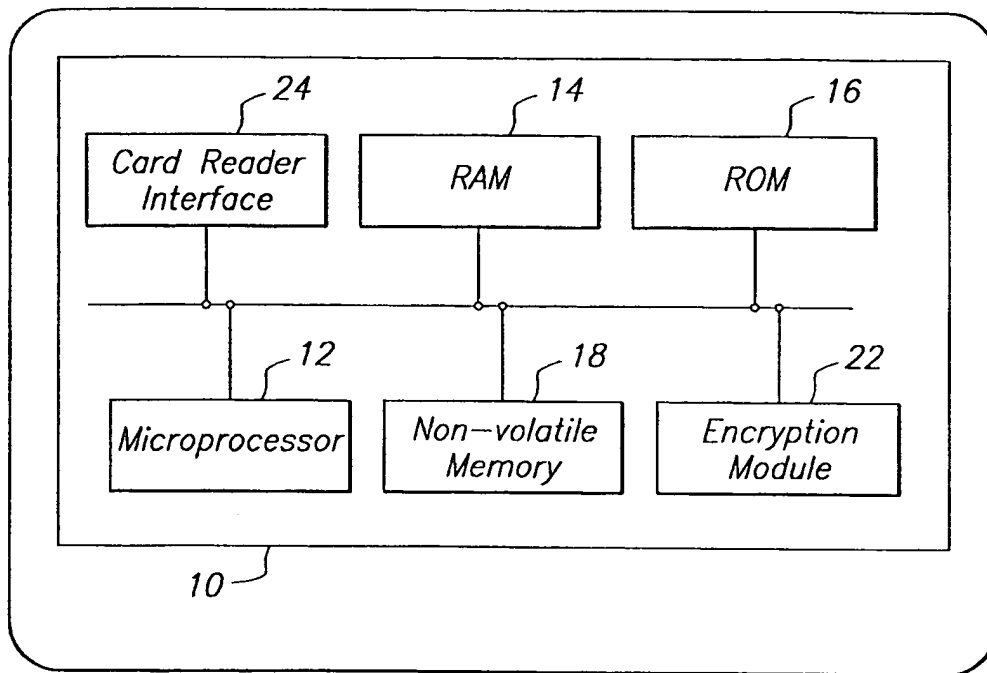 24
14
16
Card Reader
Interface
RAM
ROM
12
18
22
Microprocessor
Non-volatile
Memory
Encryption
Module
10